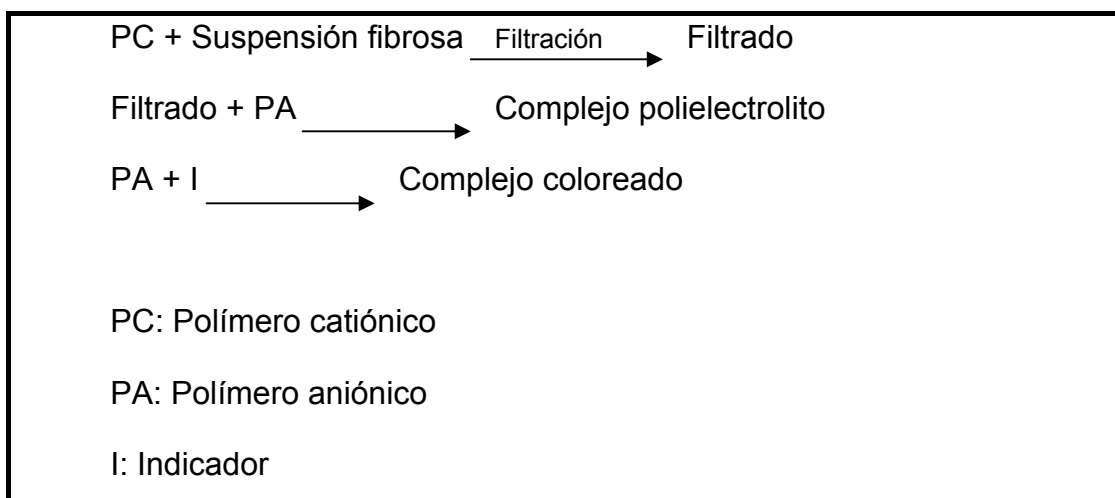 PC + Suspensión fibrosa Filtración Filtrado
Filtrado + PA Complejo polielectrolito
PA + I Complejo coloreado
PC: Polímero catiónico
PA: Polímero aniónico
I: Indicador